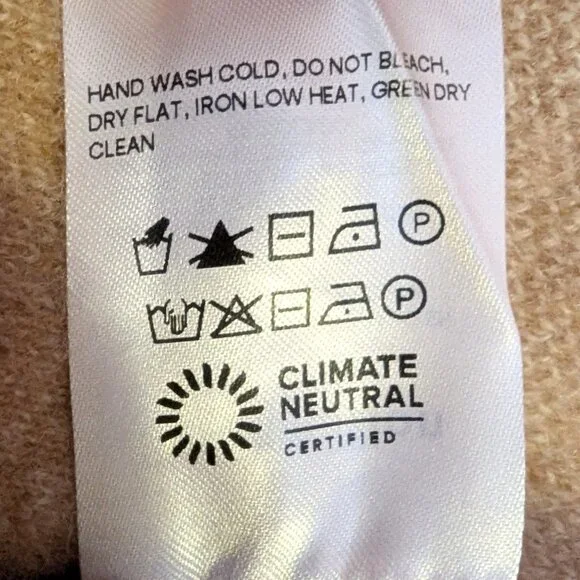 HAND WASH COLD, DO NOT BLEACH,
DRY FLAT, IRON LOW HEAT, GREEN DRY
CLEAN
P
P
CLIMATE
NEUTRAL
CERTIFIED